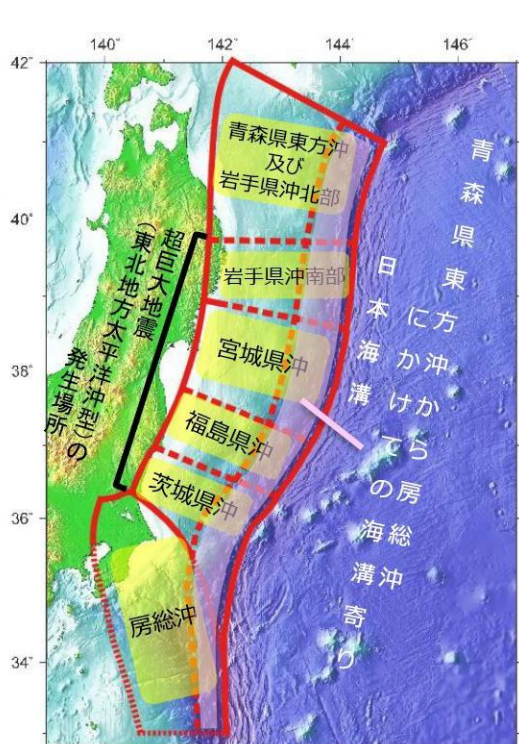 140°
142°
144°
146°
42°
40°
38°
36°
34°
青森県東方沖
及び
岩手県沖北部
岩手県沖南部
宮城県沖
福島県沖
茨城県沖
房総沖
超巨大地震
(東北地方太平洋沖型)の
発生場所
青森県東方沖から房総沖
にかけての海溝寄り
日本海溝